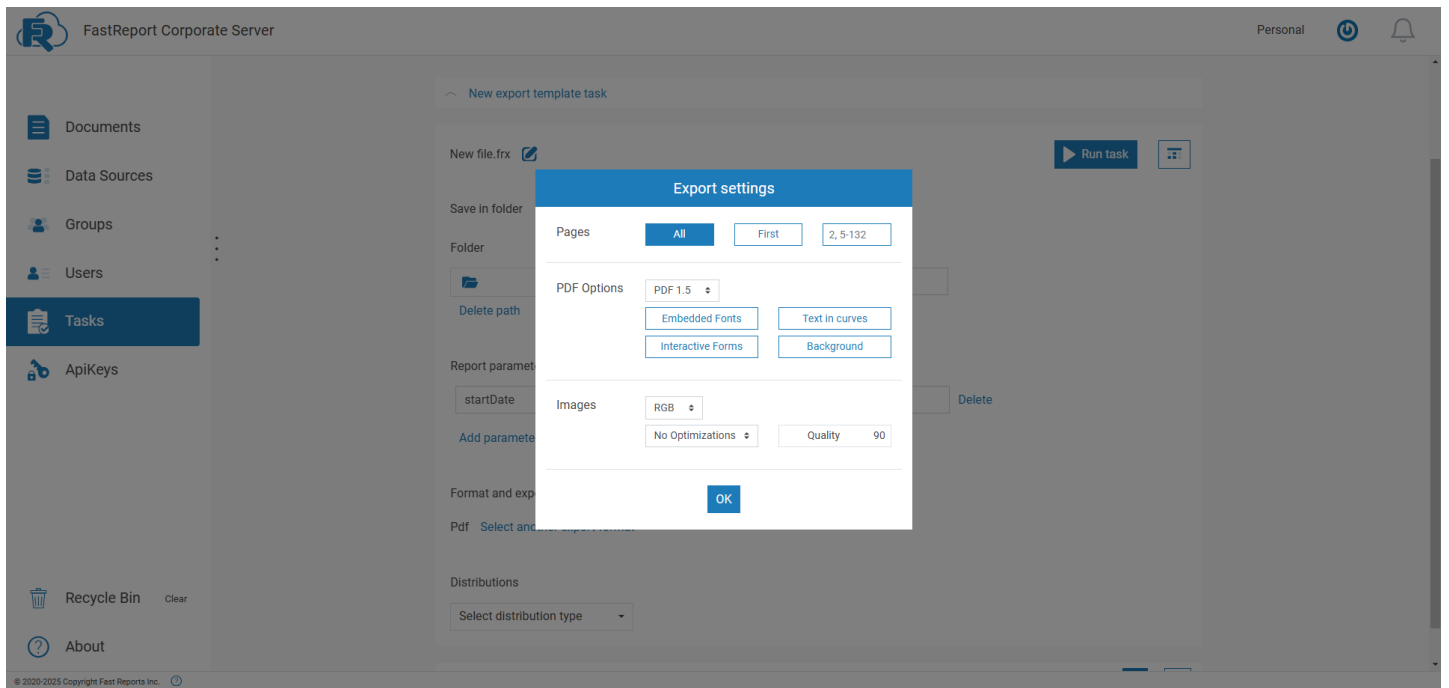 FastReport Corporate Server
Personal
Documents
Data Sources
Groups
Users
Tasks
ApiKeys
Recycle Bin Clear
About
© 2020-2025 Copyright Fast Reports Inc.
New export template task
New file.frx
Run task
Save in folder
Folder
Delete path
Report paramet
startDate
Delete
Add paramete
Format and exp
Pdf Select another export format
Distributions
Select distribution type
Export settings
Pages All First 2, 5-132
PDF Options PDF 1.5
Embedded Fonts Text in curves
Interactive Forms Background
Images RGB
No Optimizations Quality 90
OK